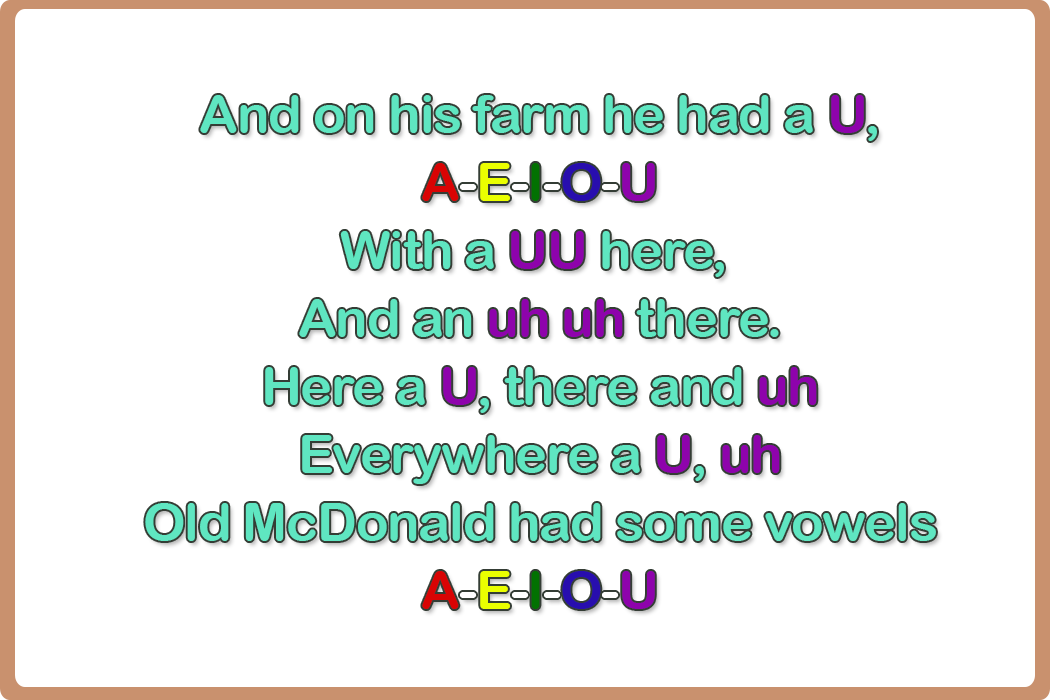 And on his farm he had a U,
A-E-I-O-U
With a UU here,
And an uh uh there.
Here a U, there and uh
Everywhere a U, uh
Old McDonald had some vowels
A-E-I-O-U